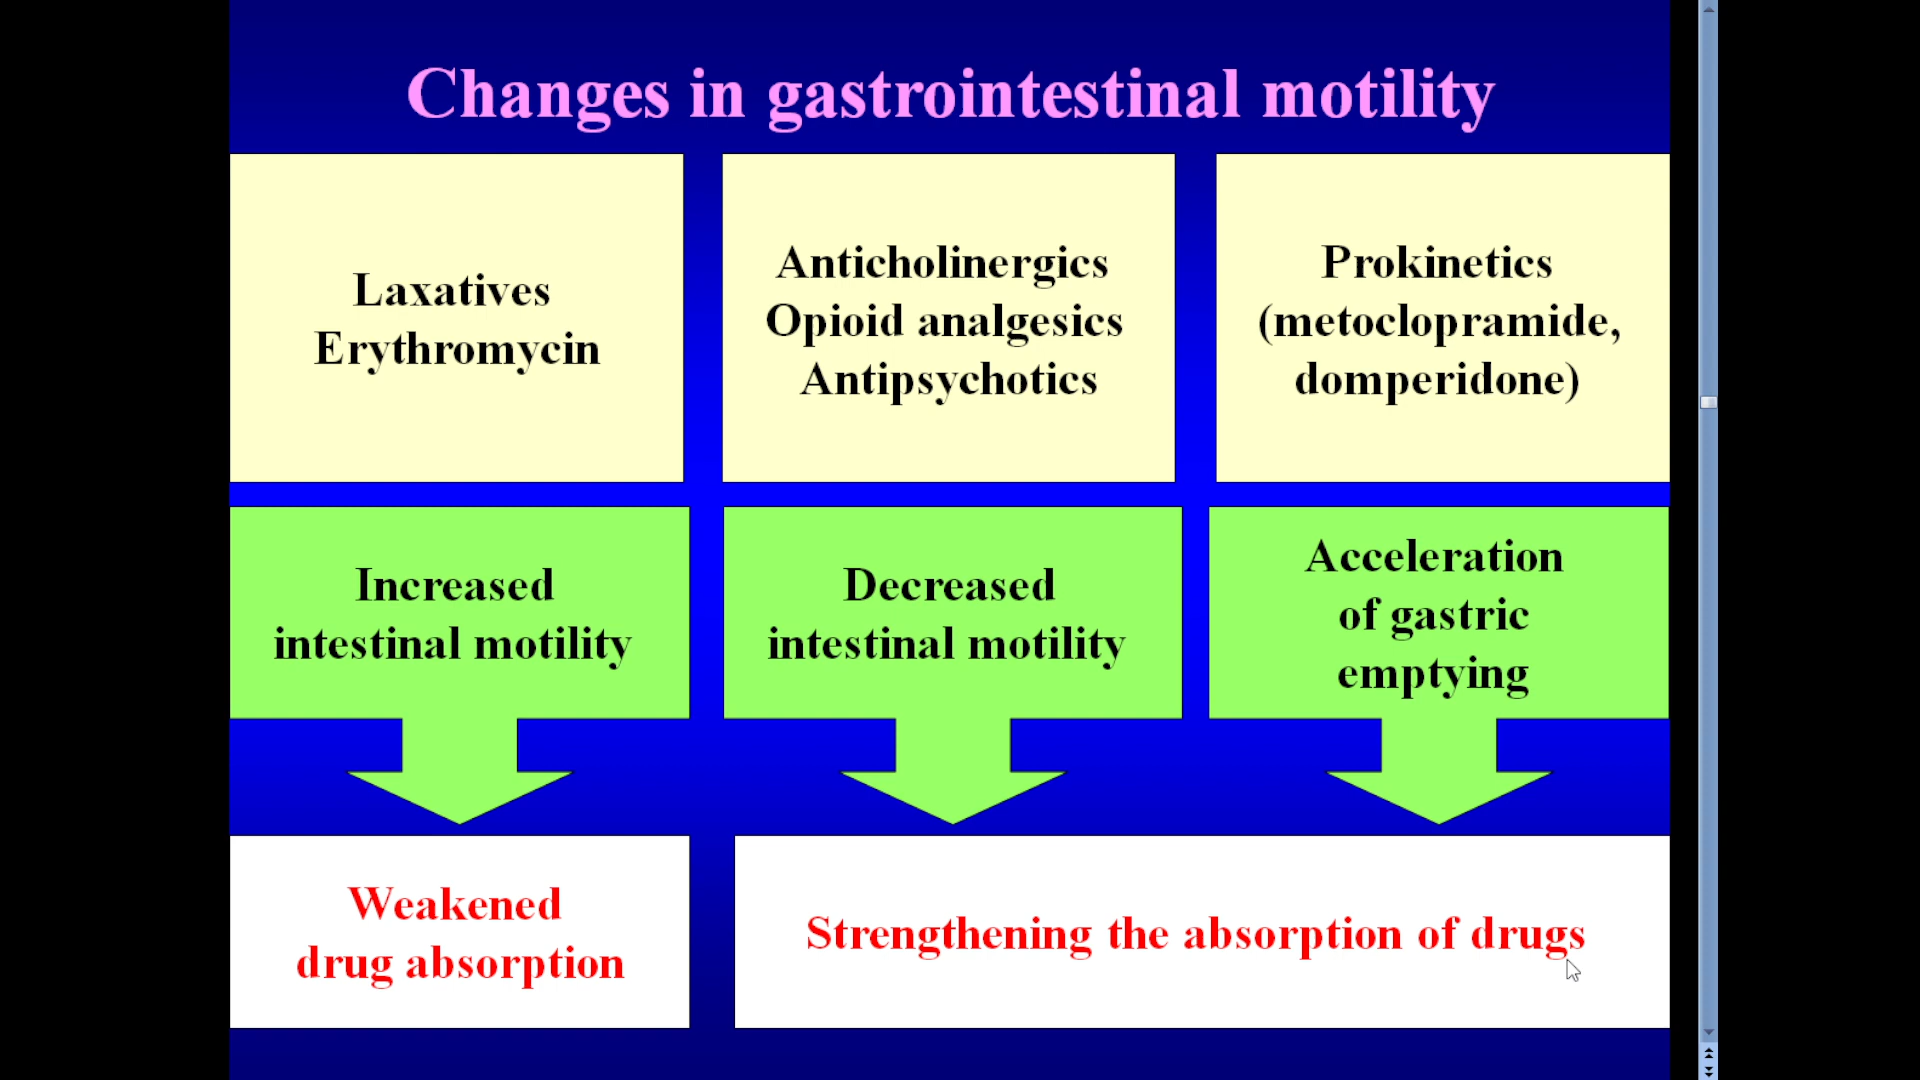 Changes in gastrointestinal motility
Laxatives
Erythromycin
Anticholinergics
Opioid analgesics
Antipsychotics
Prokinetics
(metoclopramide,
domperidone)
Increased
intestinal motility
Decreased
intestinal motility
Acceleration
of gastric
emptying
Weakened
drug absorption
Strengthening the absorption of drugs